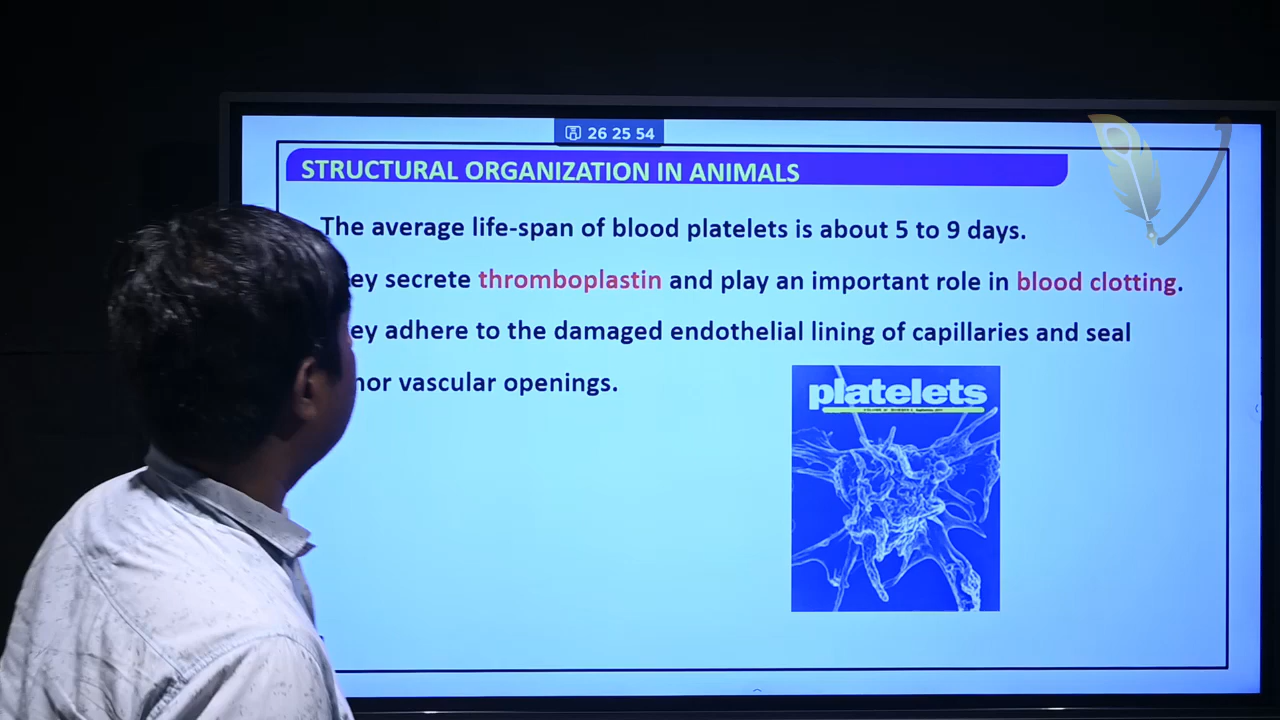 26 25 54
STRUCTURAL ORGANIZATION IN ANIMALS
The average life-span of blood platelets is about 5 to 9 days.
ey secrete thromboplastin and play an important role in blood clotting.
ey adhere to the damaged endothelial lining of capillaries and seal
nor vascular openings.
platelets